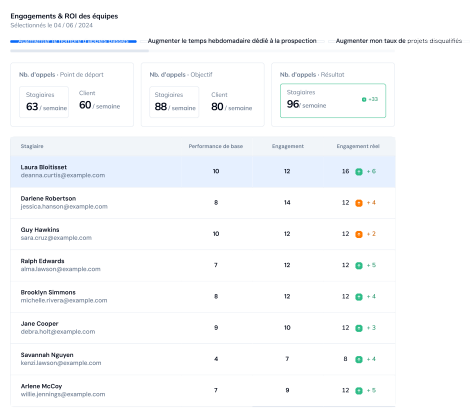 Engagements & ROI des équipes
Sélectionnés le 04 / 06 / 2024
Augmenter le nombre d'appels passés
Augmenter le temps hebdomadaire dédié à la prospection
Augmenter mon taux de projets disqualifiés
Nb. d'appels · Point de départ
Stagiaires
63 / semaine
Client
60 / semaine
Nb. d'appels · Objectif
Stagiaires
88 / semaine
Client
80 / semaine
Nb. d'appels · Résultat
Stagiaires
96 / semaine
+33
Stagiaire Performance de base Engagement Engagement réel
Laura Bloitisset
deanna.curtis@example.com
10 12 16 + 6
Darlene Robertson
jessica.hanson@example.com
8 14 12 + 4
Guy Hawkins
sara.cruz@example.com
10 12 12 + 2
Ralph Edwards
alma.lawson@example.com
7 12 12 + 5
Brooklyn Simmons
michelle.rivera@example.com
8 12 12 + 4
Jane Cooper
debra.holt@example.com
9 10 12 + 3
Savannah Nguyen
kenzi.lawson@example.com
4 7 8 + 4
Arlene McCoy
willie.jennings@example.com
7 9 12 + 5